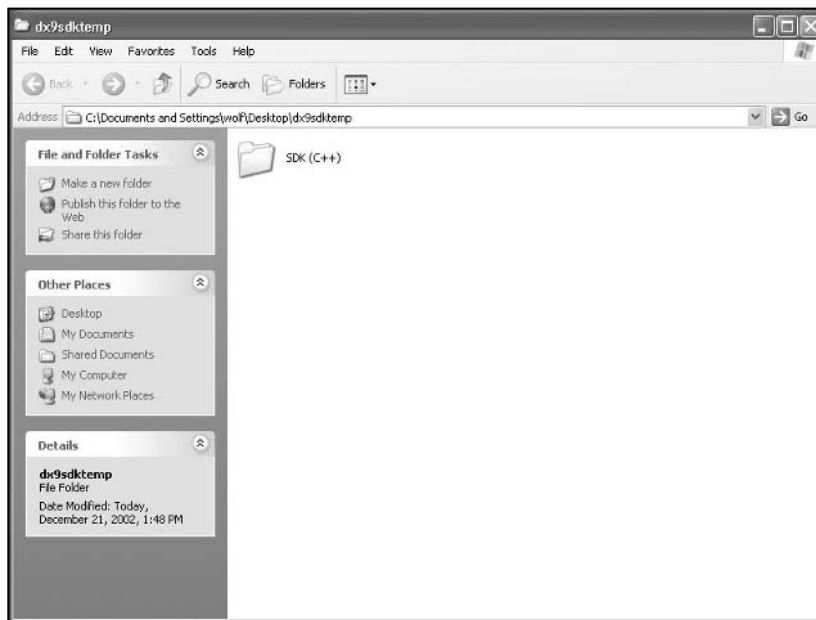 dx9sdktemp
File Edit View Favorites Tools Help
Back Search Folders
Address C:\Documents and Settings\wolf\Desktop\dx9sdktemp Go
File and Folder Tasks
Make a new folder
Publish this folder to the
Web
Share this folder
Other Places
Desktop
My Documents
Shared Documents
My Computer
My Network Places
Details
dx9sdktemp
File Folder
Date Modified: Today,
December 21, 2002, 1:48 PM
SDK (C++)